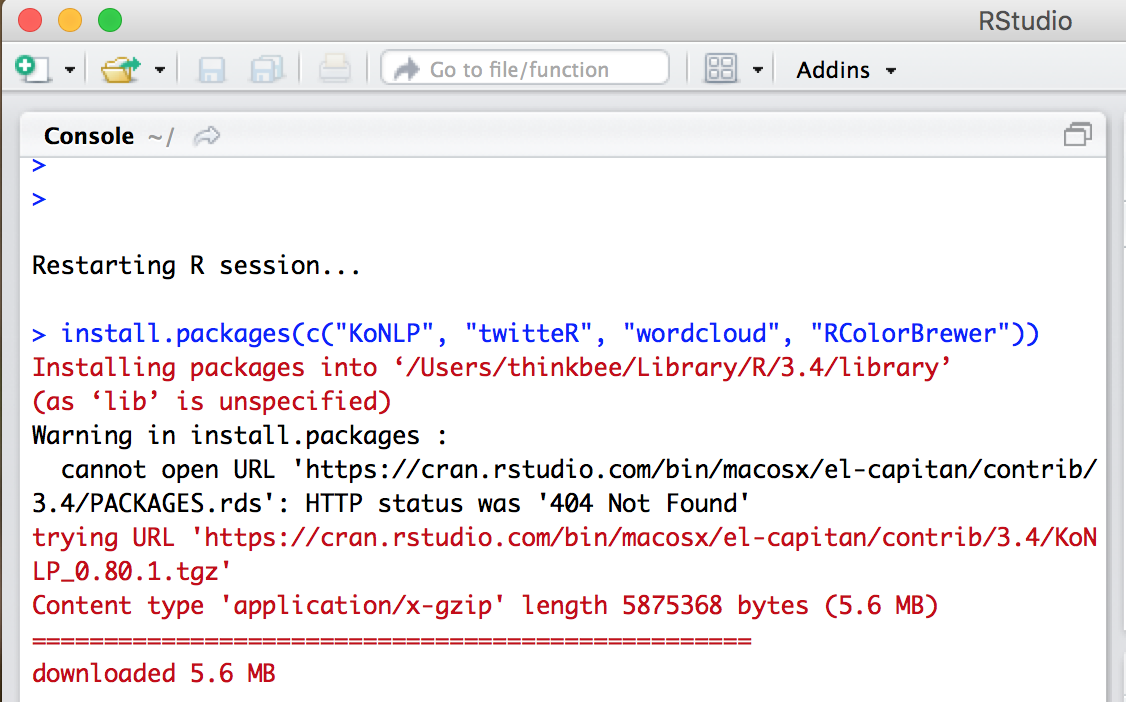 RStudio
Go to file/function
Addins
Console ~/
>
>
Restarting R session...
> install.packages(c("KoNLP", "twitteR", "wordcloud", "RColorBrewer"))
Installing packages into ‘/Users/thinkbee/Library/R/3.4/library’
(as ‘lib’ is unspecified)
Warning in install.packages :
  cannot open URL 'https://cran.rstudio.com/bin/macosx/el-capitan/contrib/
3.4/PACKAGES.rds': HTTP status was '404 Not Found'
trying URL 'https://cran.rstudio.com/bin/macosx/el-capitan/contrib/3.4/KoN
LP_0.80.1.tgz'
Content type 'application/x-gzip' length 5875368 bytes (5.6 MB)
==================================================
downloaded 5.6 MB